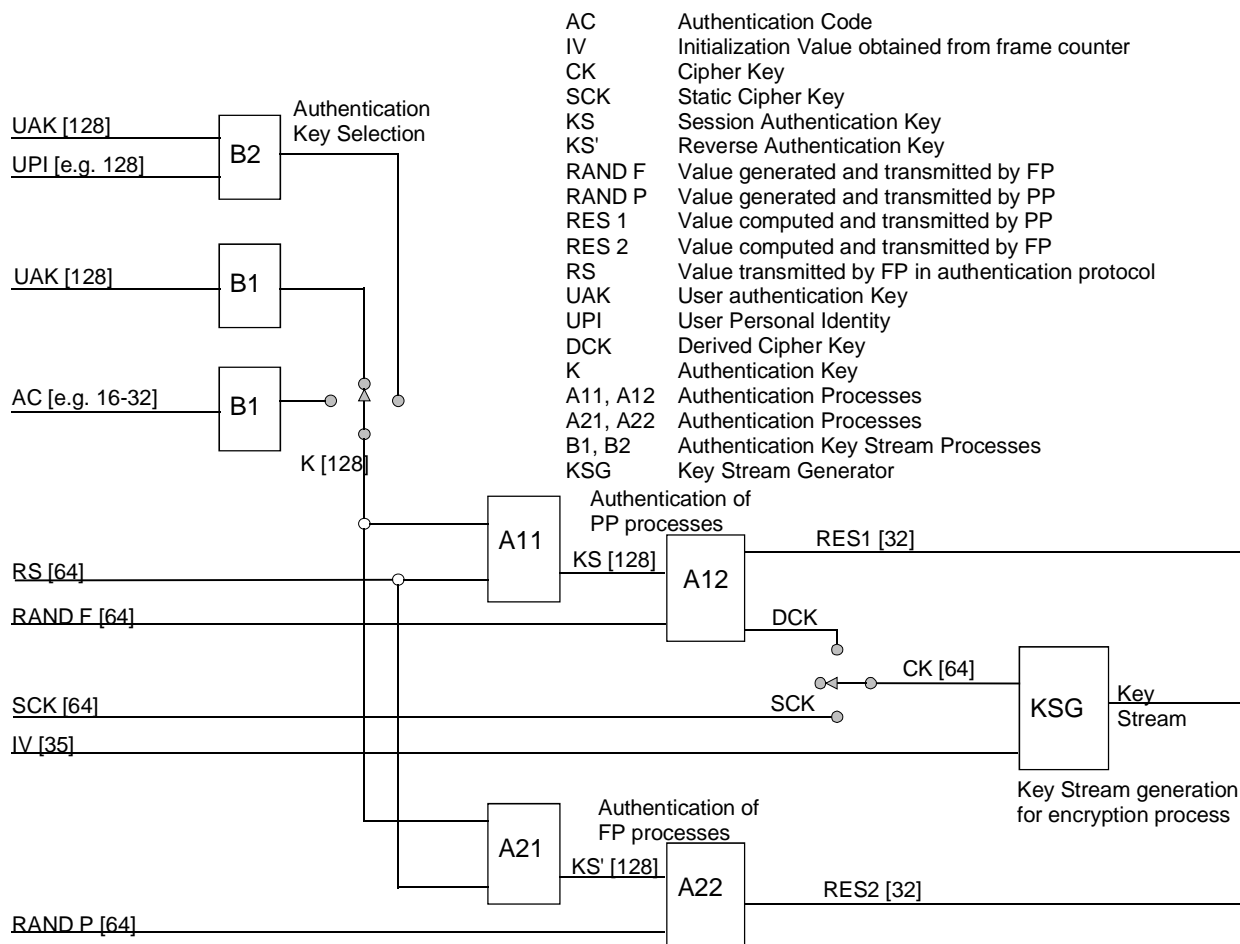 AC Authentication Code
IV Initialization Value obtained from frame counter
CK Cipher Key
SCK Static Cipher Key
KS Session Authentication Key
KS' Reverse Authentication Key
RAND F Value generated and transmitted by FP
RAND P Value generated and transmitted by PP
RES 1 Value computed and transmitted by PP
RES 2 Value computed and transmitted by FP
RS Value transmitted by FP in authentication protocol
UAK User authentication Key
UPI User Personal Identity
DCK Derived Cipher Key
K Authentication Key
A11, A12 Authentication Processes
A21, A22 Authentication Processes
B1, B2 Authentication Key Stream Processes
KSG Key Stream Generator
Authentication
Key Selection
UAK [128]
UPI [e.g. 128]
B2
UAK [128]
B1
AC [e.g. 16-32]
B1
K [128]
Authentication of
PP processes
A11
KS [128]
A12
RES1 [32]
RS [64]
RAND F [64]
DCK
CK [64]
SCK [64]
SCK
KSG
Key
Stream
IV [35]
Key Stream generation
for encryption process
Authentication of
FP processes
A21
KS' [128]
A22
RES2 [32]
RAND P [64]